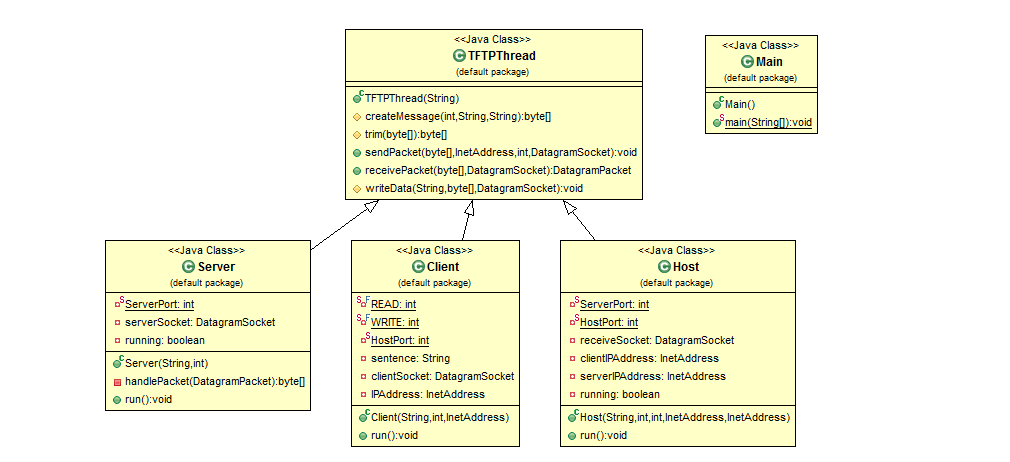 <<Java Class>>
TFTPThread
(default package)
TFTPThread(String)
createMessage(int,String,String):byte[]
trim(byte[]):byte[]
sendPacket(byte[],InetAddress,int,DatagramSocket):void
receivePacket(byte[],DatagramSocket):DatagramPacket
writeData(String,byte[],DatagramSocket):void
<<Java Class>>
Main
(default package)
Main()
main(String[]):void
<<Java Class>>
Server
(default package)
ServerPort: int
serverSocket: DatagramSocket
running: boolean
Server(String,int)
handlePacket(DatagramPacket):byte[]
run():void
<<Java Class>>
Client
(default package)
READ: int
WRITE: int
HostPort: int
sentence: String
clientSocket: DatagramSocket
IPAddress: InetAddress
Client(String,int,InetAddress)
run():void
<<Java Class>>
Host
(default package)
ServerPort: int
HostPort: int
receiveSocket: DatagramSocket
clientIPAddress: InetAddress
serverIPAddress: InetAddress
running: boolean
Host(String,int,int,InetAddress,InetAddress)
run():void